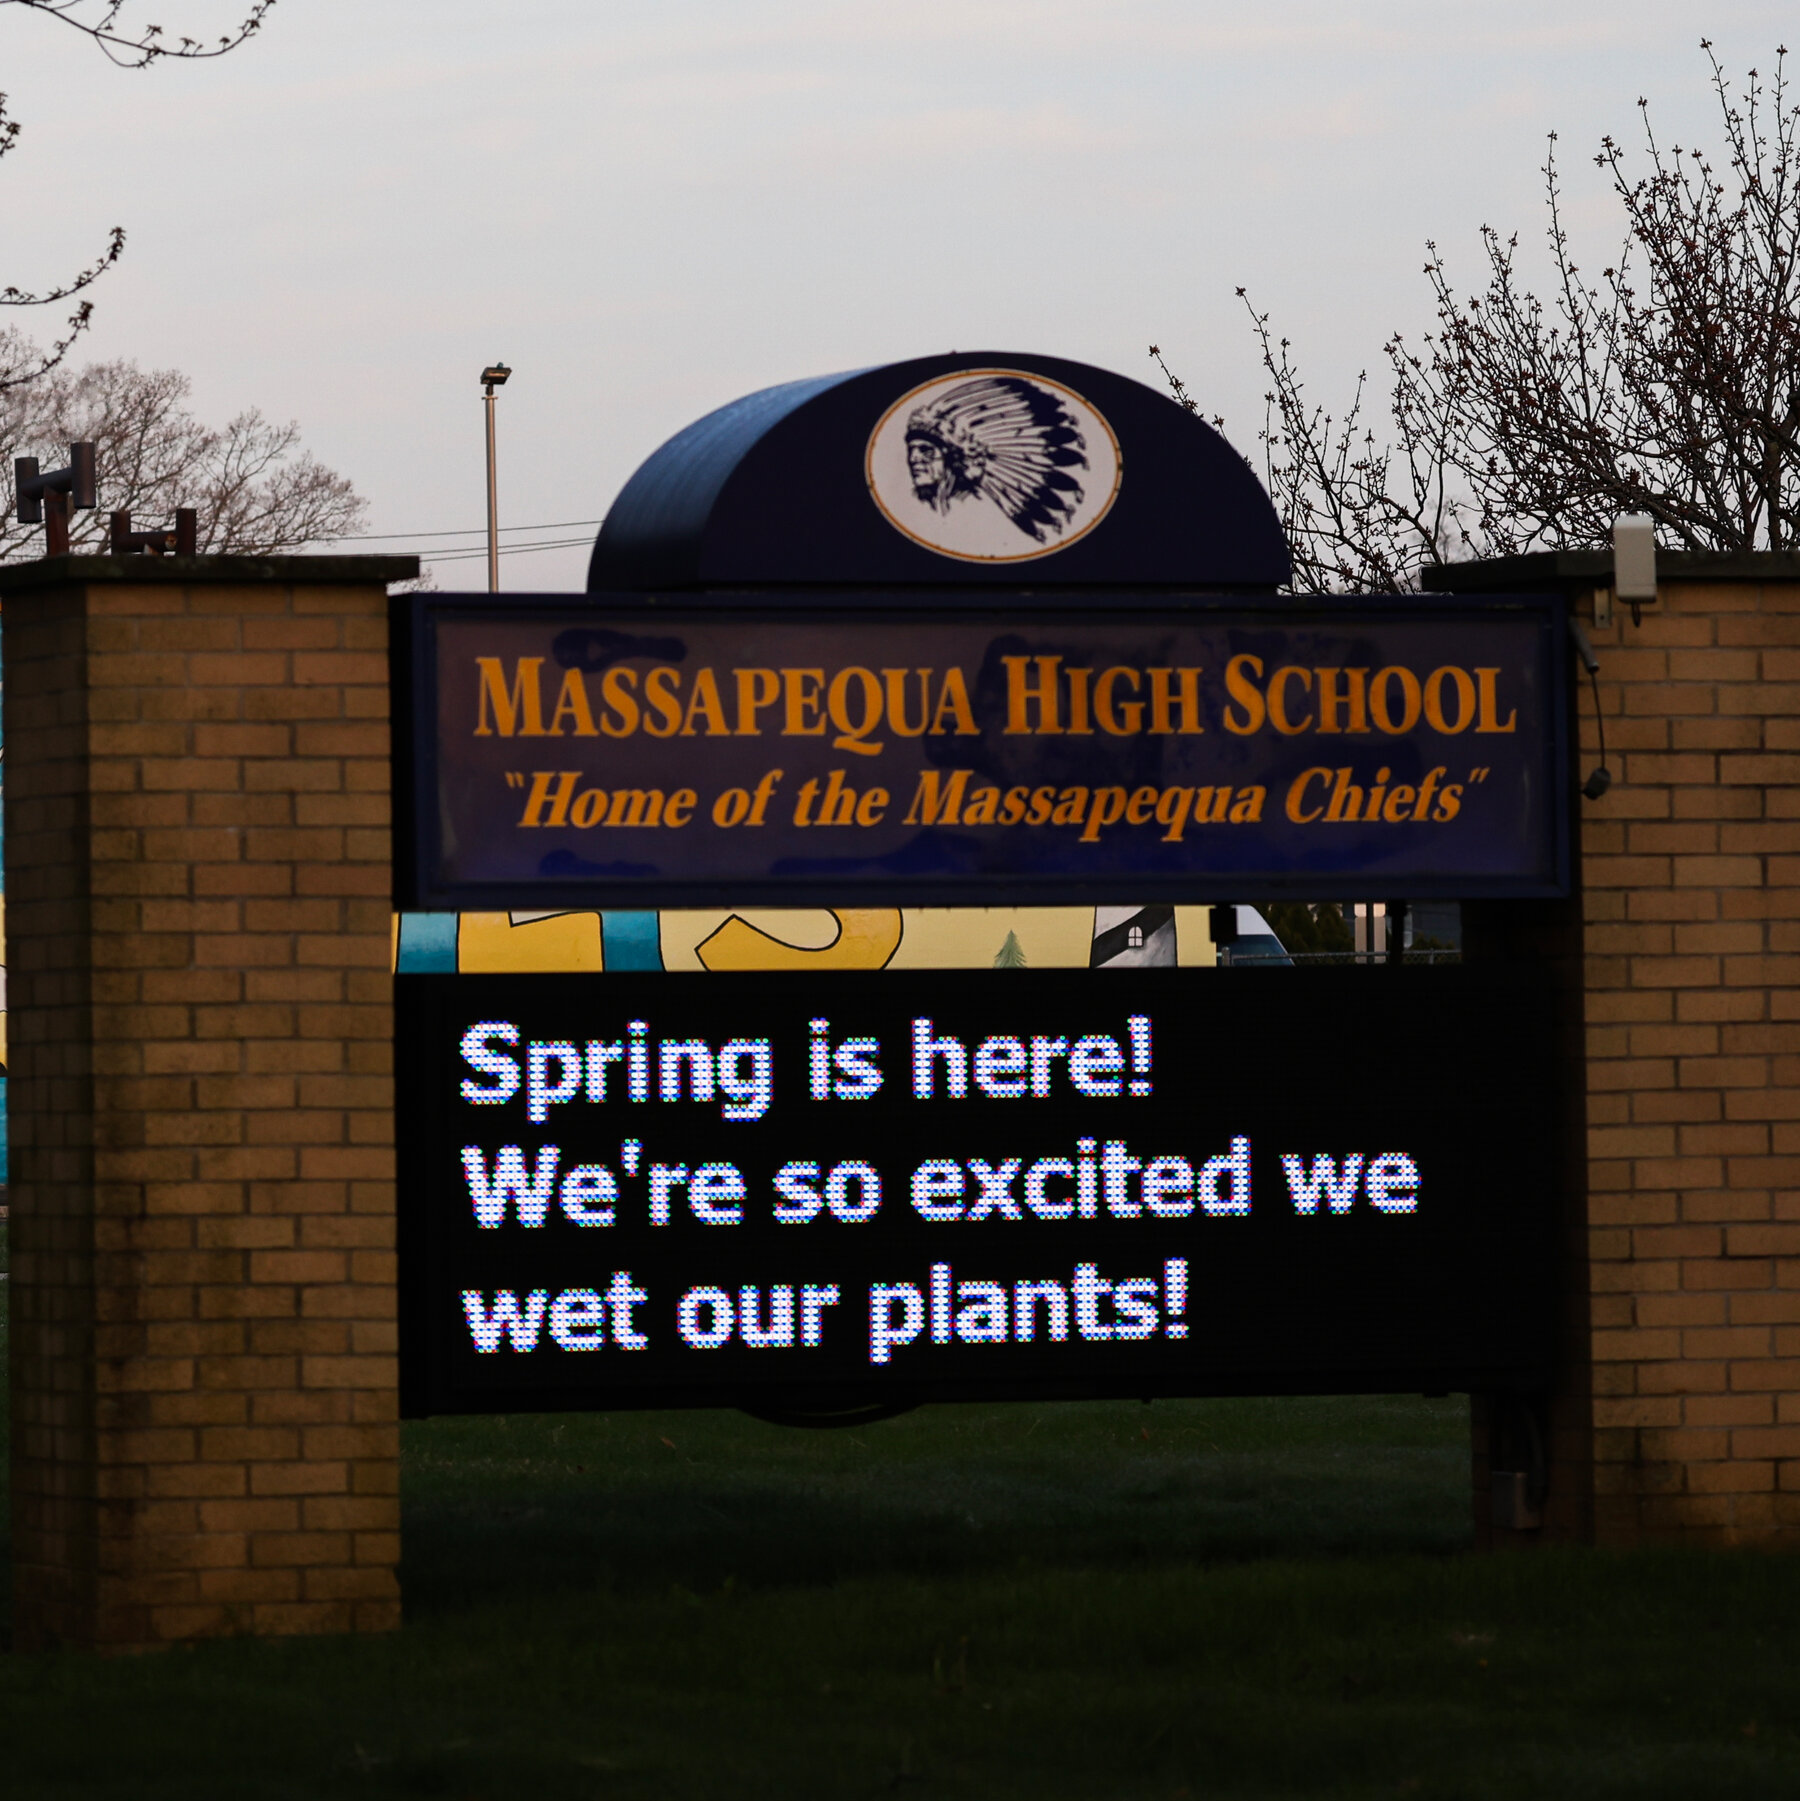 MASSAPEQUA HIGH SCHOOL
"Home of the Massapequa Chiefs"
Spring is here!
We're so excited we
wet our plants!